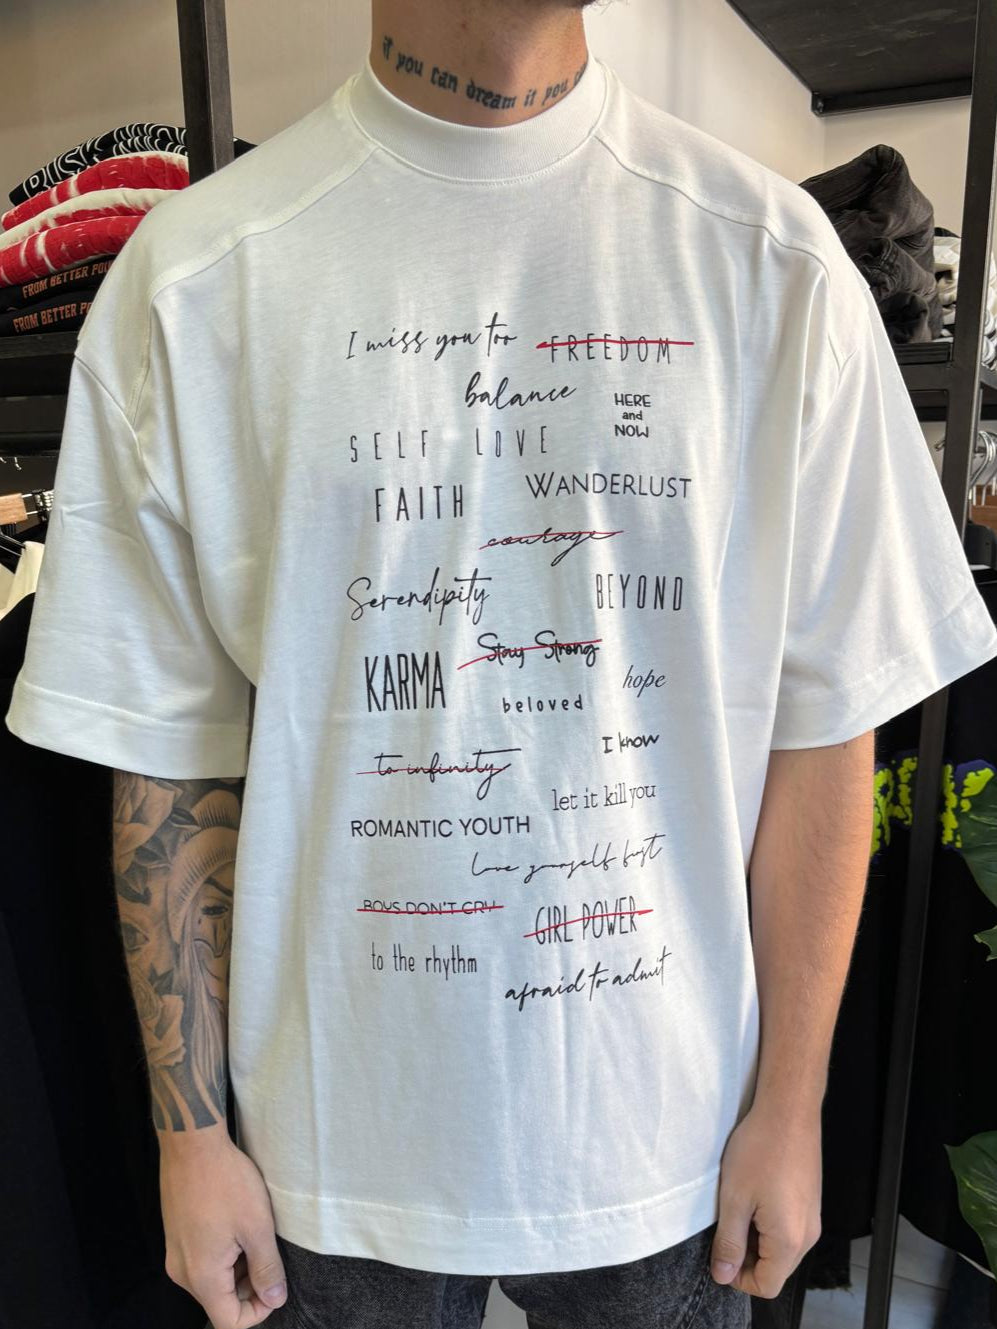 if you can dream it you
I miss you too
FREEDOM
balance
HERE
and
NOW
SELF LOVE
FAITH
WANDERLUST
courage
Serendipity
BEYOND
Stay Strong
KARMA
hope
beloved
I know
to infinity
let it kill you
ROMANTIC YOUTH
love yourself first
BOYS DON'T CRY
GIRL POWER
to the rhythm
afraid to admit
FROM BETTER
FROM BETTER